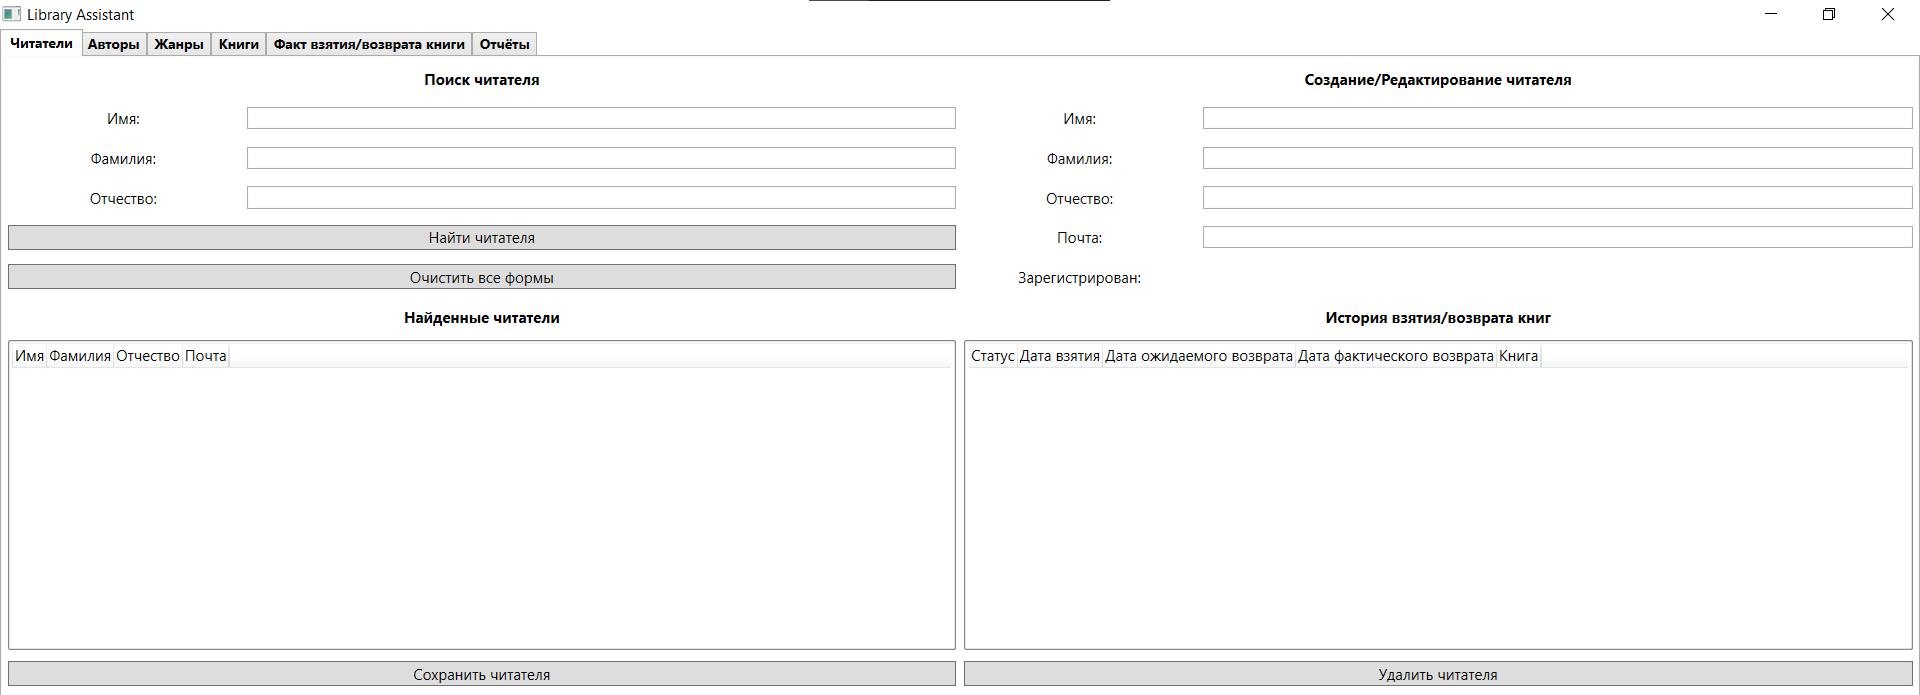 Library Assistant
Читатели Авторы Жанры Книги Факт взятия/возврата книги Отчёты
Поиск читателя
Имя:
Фамилия:
Отчество:
Найти читателя
Очистить все формы
Создание/Редактирование читателя
Имя:
Фамилия:
Отчество:
Почта:
Зарегистрирован:
Найденные читатели
Имя Фамилия Отчество Почта
История взятия/возврата книг
Статус Дата взятия Дата ожидаемого возврата Дата фактического возврата Книга
Сохранить читателя
Удалить читателя